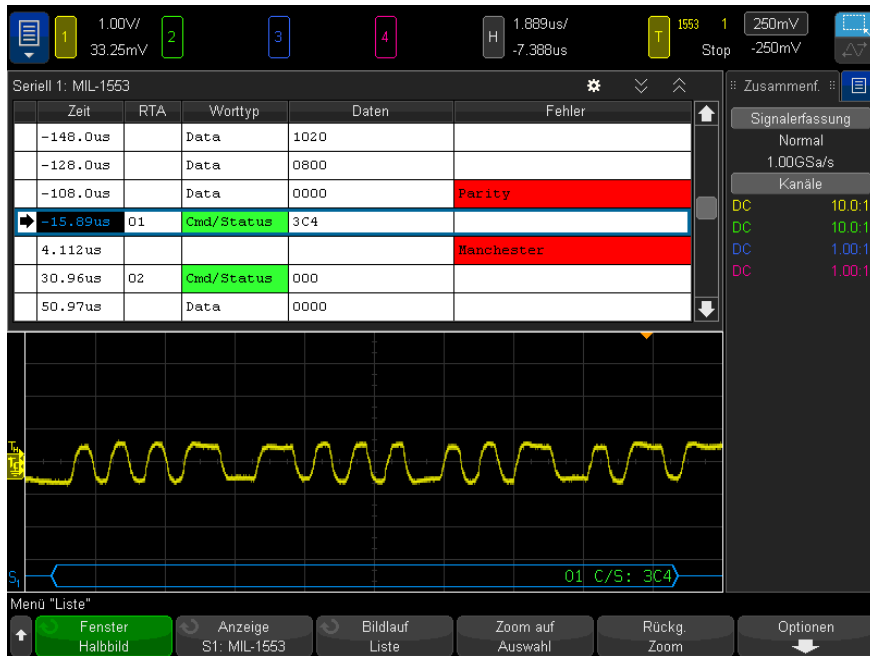 1 1.00V/ 2 3 4 H 1.889us/ T 1553 1 250mV
33.25mV -7.388us Stop -250mV
Seriell 1: MIL-1553
Zeit RTA Worttyp Daten Fehler
-148.0us Data 1020
-128.0us Data 0800
-108.0us Data 0000 Parity
-15.89us 01 Cmd/Status 3C4
4.112us Manchester
30.96us 02 Cmd/Status 000
50.97us Data 0000
Zusammenf.
Signalerfassung
Normal
1.00GSa/s
Kanäle
DC 10.0:1
DC 10.0:1
DC 1.00:1
DC 1.00:1
S1 01 C/S: 3C4
Menü "Liste"
Fenster Anzeige Bildlauf Zoom auf Rückg. Optionen
Halbbild S1: MIL-1553 Liste Auswahl Zoom